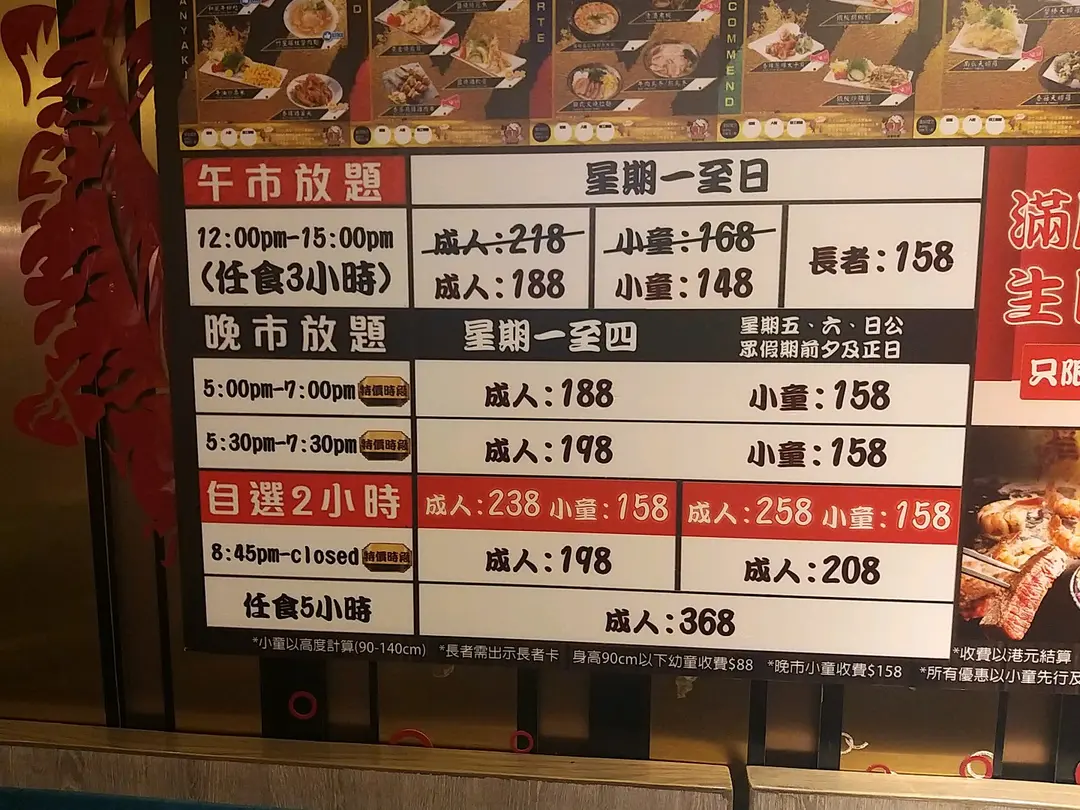 ANYAKI
D
RTE
COMMEND
午市放題
星期一至日
12:00pm-15:00pm
(任食3小時)
成人:218
成人:188
小童:168
小童:148
長者:158
晚市放題
星期一至四
星期五、六、日公
眾假期前夕及正日
5:00pm-7:00pm 特價時段
成人:188
小童:158
5:30pm-7:30pm 特價時段
成人:198
小童:158
自選2小時
成人:238 小童:158
成人:258 小童:158
8:45pm-closed 特價時段
成人:198
成人:208
任食5小時
成人:368
*小童以高度計算(90-140cm) *長者需出示長者卡 身高90cm以下幼童收費$88 *晚市小童收費$158
*收費以港元結算
*所有優惠以小童先行及
滿
生日
只限